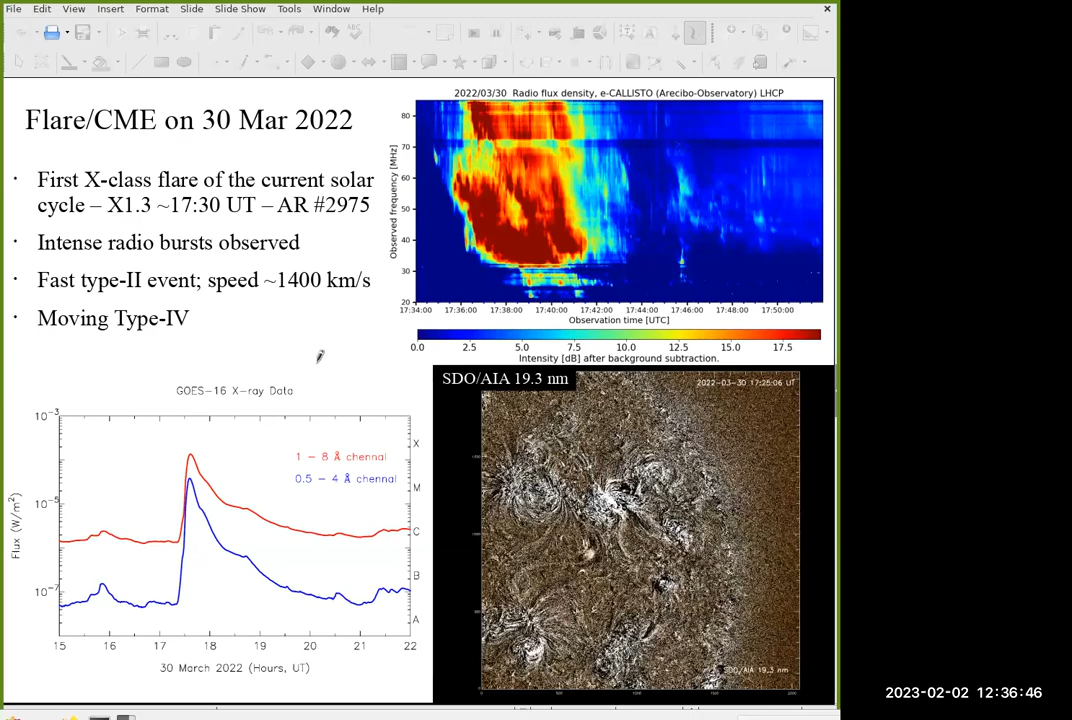 File Edit View Insert Format Slide Slide Show Tools Window Help
Flare/CME on 30 Mar 2022
· First X-class flare of the current solar
cycle – X1.3 ~17:30 UT – AR #2975
· Intense radio bursts observed
· Fast type-II event; speed ~1400 km/s
· Moving Type-IV
2022/03/30 Radio flux density, e-CALLISTO (Arecibo-Observatory) LHCP
Observed frequency [MHz]
80
70
60
50
40
30
20
17:34:00 17:36:00 17:38:00 17:40:00 17:42:00 17:44:00 17:46:00 17:48:00 17:50:00
Observation time [UTC]
0.0 2.5 5.0 7.5 10.0 12.5 15.0 17.5
Intensity [dB] after background subtraction.
GOES-16 X-ray Data
1 – 8 Å chennal
0.5 – 4 Å chennal
Flux (W/m²)
10⁻³
10⁻⁵
10⁻⁷
X
M
C
B
A
15 16 17 18 19 20 21 22
30 March 2022 (Hours, UT)
SDO/AIA 19.3 nm
2022-03-30 17:25:06 UT
SDO/AIA 19.3 nm
2023-02-02 12:36:46